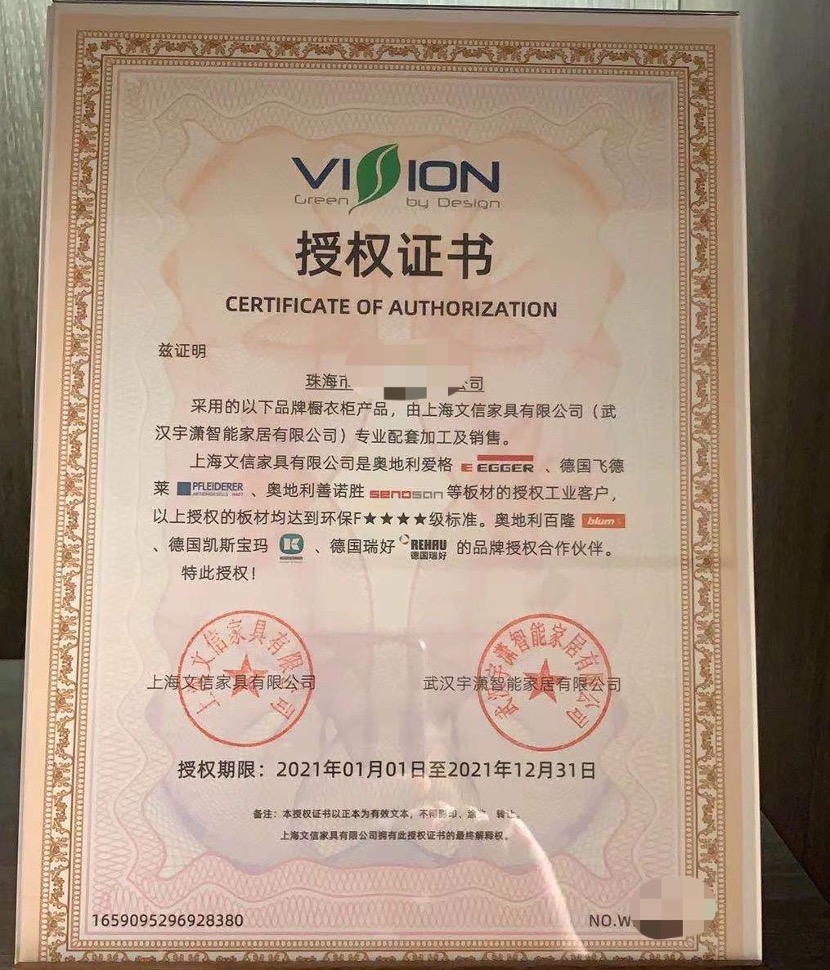 VISION
Green by Design
授权证书
CERTIFICATE OF AUTHORIZATION
兹证明
珠海市 公司
采用的以下品牌橱衣柜产品，由上海文信家具有限公司（武
汉宇潇智能家居有限公司）专业配套加工及销售。
上海文信家具有限公司是奥地利爱格 E EGGER 、德国飞德
莱 PFLEIDERER 、奥地利善诺胜 senosan 等板材的授权工业客户，
以上授权的板材均达到环保F★★★★级标准。奥地利百隆 blum
、德国凯斯宝玛 K 、德国瑞好 REHAU 德国瑞好 的品牌授权合作伙伴。
特此授权！
上海文信家具有限公司
上海文信家具有限公司 武汉宇潇智能家居有限公司
武汉宇潇智能家居有限公司
授权期限：2021年01月01日至2021年12月31日
备注：本授权证书以正本为有效文本，不得影印、涂改、转让。
上海文信家具有限公司拥有此授权证书的最终解释权。
1659095296928380 NO.W